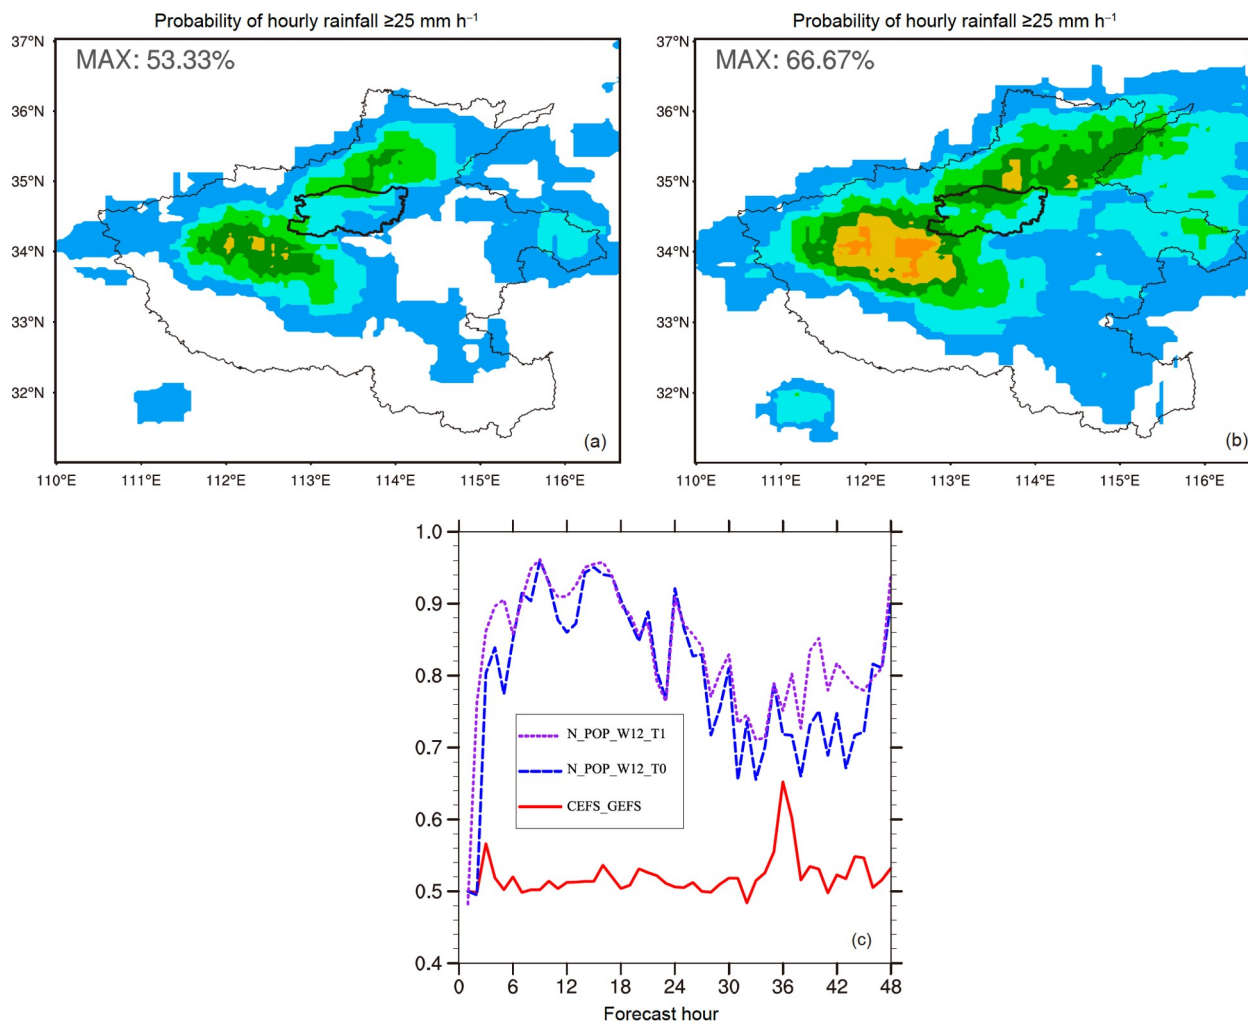 Probability of hourly rainfall ≥25 mm h⁻¹
MAX: 53.33%
37°N
36°N
35°N
34°N
33°N
32°N
31°N
(a)
110°E 111°E 112°E 113°E 114°E 115°E 116°E
Probability of hourly rainfall ≥25 mm h⁻¹
MAX: 66.67%
37°N
36°N
35°N
34°N
33°N
32°N
31°N
(b)
110°E 111°E 112°E 113°E 114°E 115°E 116°E
1.0
0.9
0.8
0.7
0.6
0.5
0.4
N_POP_W12_T1
N_POP_W12_T0
CEFS_GEFS
(c)
0 6 12 18 24 30 36 42 48
Forecast hour